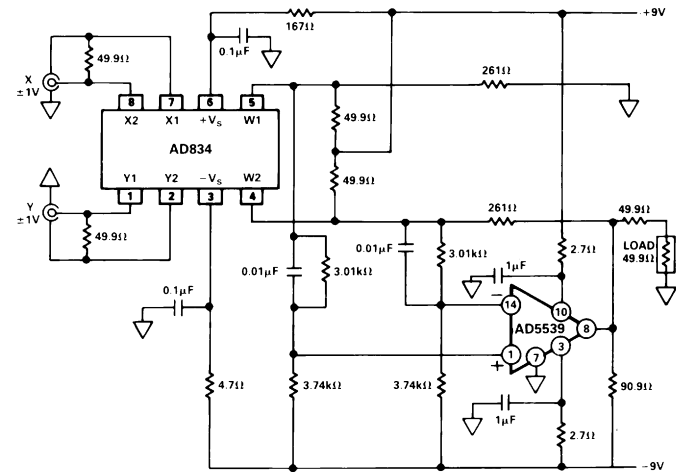 +9V
167Ω
0.1µF
49.9Ω
X
±1V
8 7 6 5
X2 X1 +VS W1
AD834
Y1 Y2 −VS W2
1 2 3 4
261Ω
49.9Ω
49.9Ω
Y
±1V
49.9Ω
261Ω
49.9Ω
LOAD
49.9Ω
0.01µF
3.01kΩ
0.01µF
3.01kΩ
2.7Ω
1µF
0.1µF
−
14
10
AD5539
8
1
+
7
3
4.7Ω
3.74kΩ
3.74kΩ
90.9Ω
1µF
2.7Ω
−9V